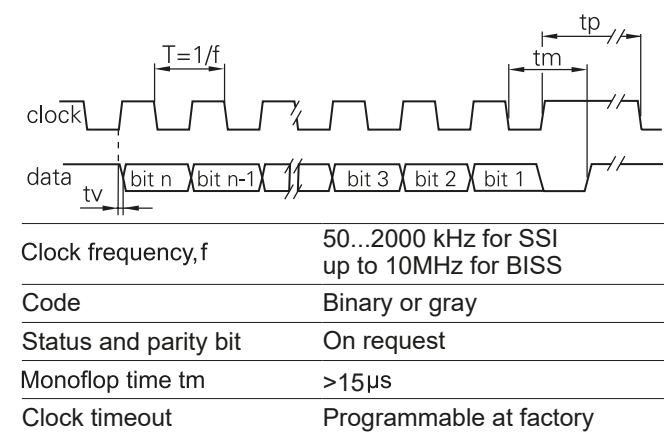 tp
T=1/f
tm
clock
data
bit n
bit n-1
bit 3
bit 2
bit 1
tv
Clock frequency, f
50...2000 kHz for SSI
up to 10MHz for BISS
Code
Binary or gray
Status and parity bit
On request
Monoflop time tm
>15µs
Clock timeout
Programmable at factory